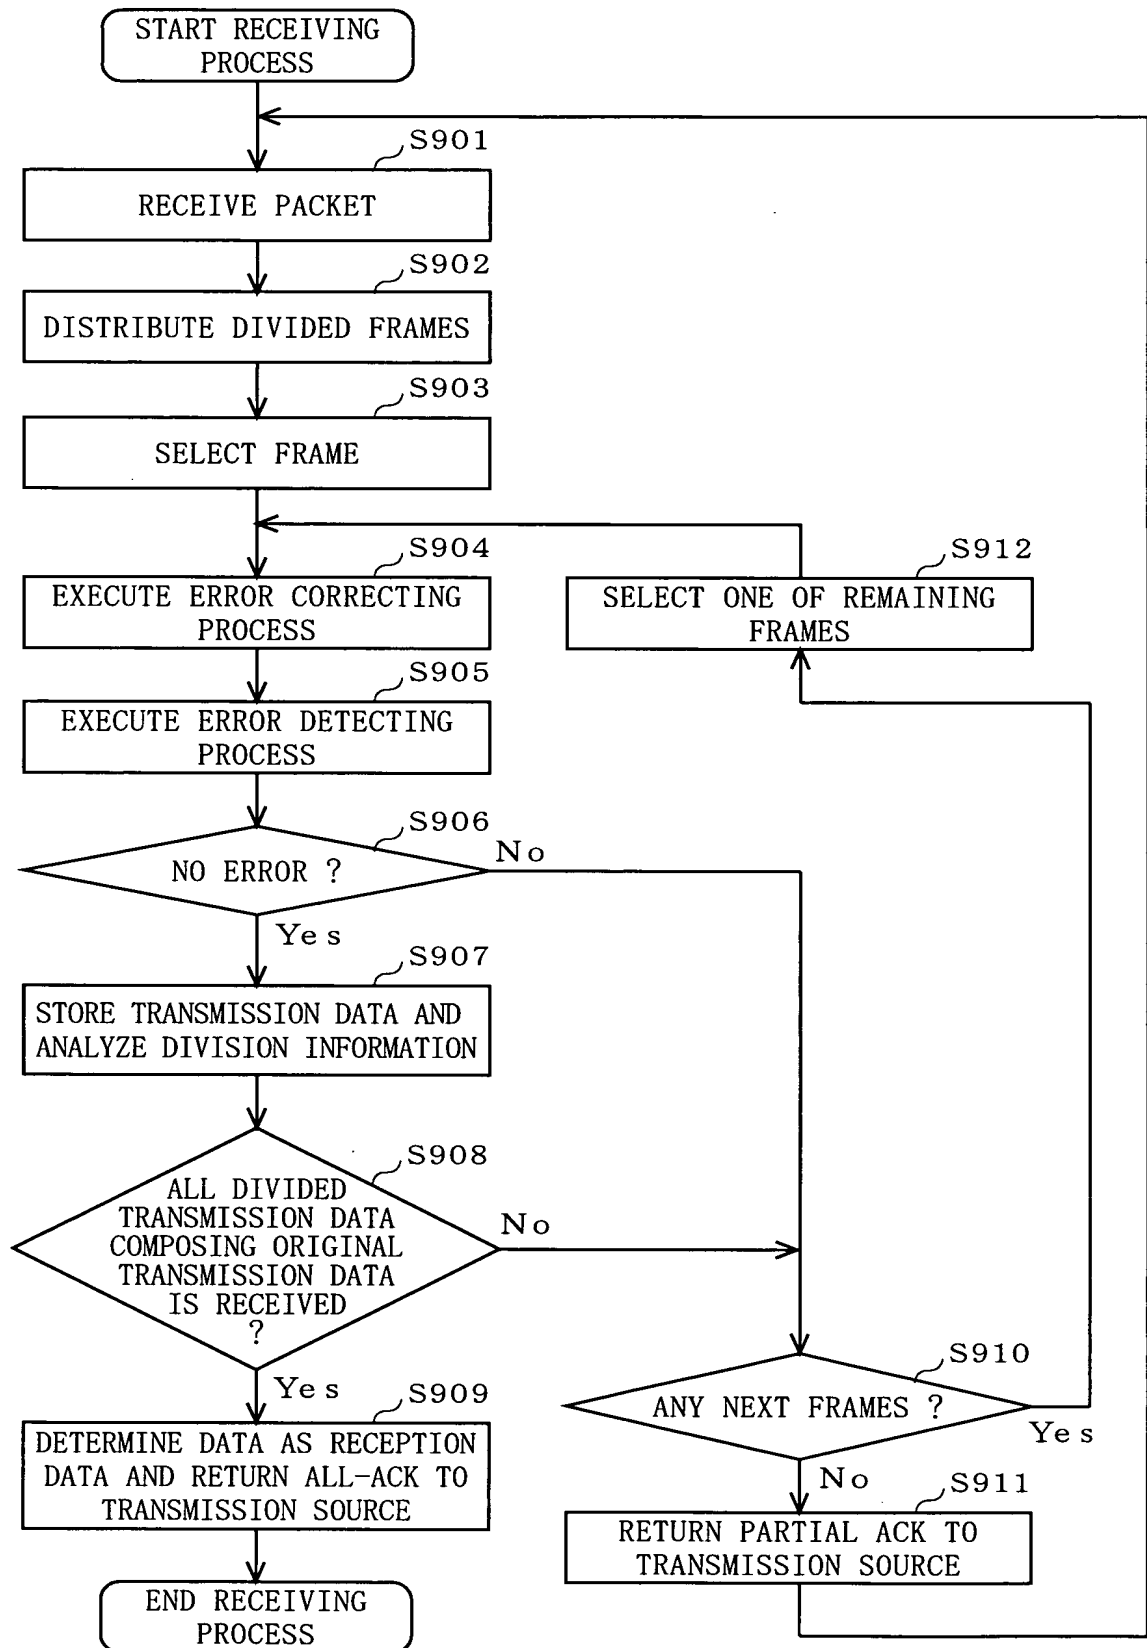 START RECEIVING
PROCESS
S901
RECEIVE PACKET
S902
DISTRIBUTE DIVIDED FRAMES
S903
SELECT FRAME
S904
EXECUTE ERROR CORRECTING
PROCESS
S912
SELECT ONE OF REMAINING
FRAMES
S905
EXECUTE ERROR DETECTING
PROCESS
S906
NO ERROR ?
No
Yes
S907
STORE TRANSMISSION DATA AND
ANALYZE DIVISION INFORMATION
S908
ALL DIVIDED
TRANSMISSION DATA
COMPOSING ORIGINAL
TRANSMISSION DATA
IS RECEIVED
?
No
Yes
S910
ANY NEXT FRAMES ?
Yes
No
S909
DETERMINE DATA AS RECEPTION
DATA AND RETURN ALL-ACK TO
TRANSMISSION SOURCE
S911
RETURN PARTIAL ACK TO
TRANSMISSION SOURCE
END RECEIVING
PROCESS